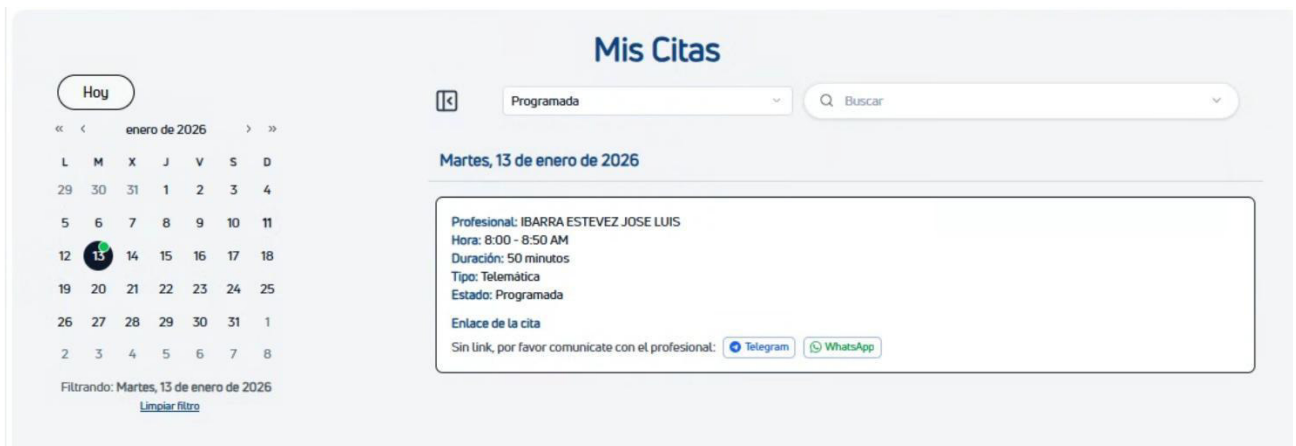 Mis Citas
Hoy
« ‹ enero de 2026 › »
L M X J V S D
29 30 31 1 2 3 4
5 6 7 8 9 10 11
12 13 14 15 16 17 18
19 20 21 22 23 24 25
26 27 28 29 30 31 1
2 3 4 5 6 7 8
Filtrando: Martes, 13 de enero de 2026
Limpiar filtro
Programada
Buscar
Martes, 13 de enero de 2026
Profesional: IBARRA ESTEVEZ JOSE LUIS
Hora: 8:00 - 8:50 AM
Duración: 50 minutos
Tipo: Telemática
Estado: Programada
Enlace de la cita
Sin link, por favor comunicate con el profesional: Telegram WhatsApp